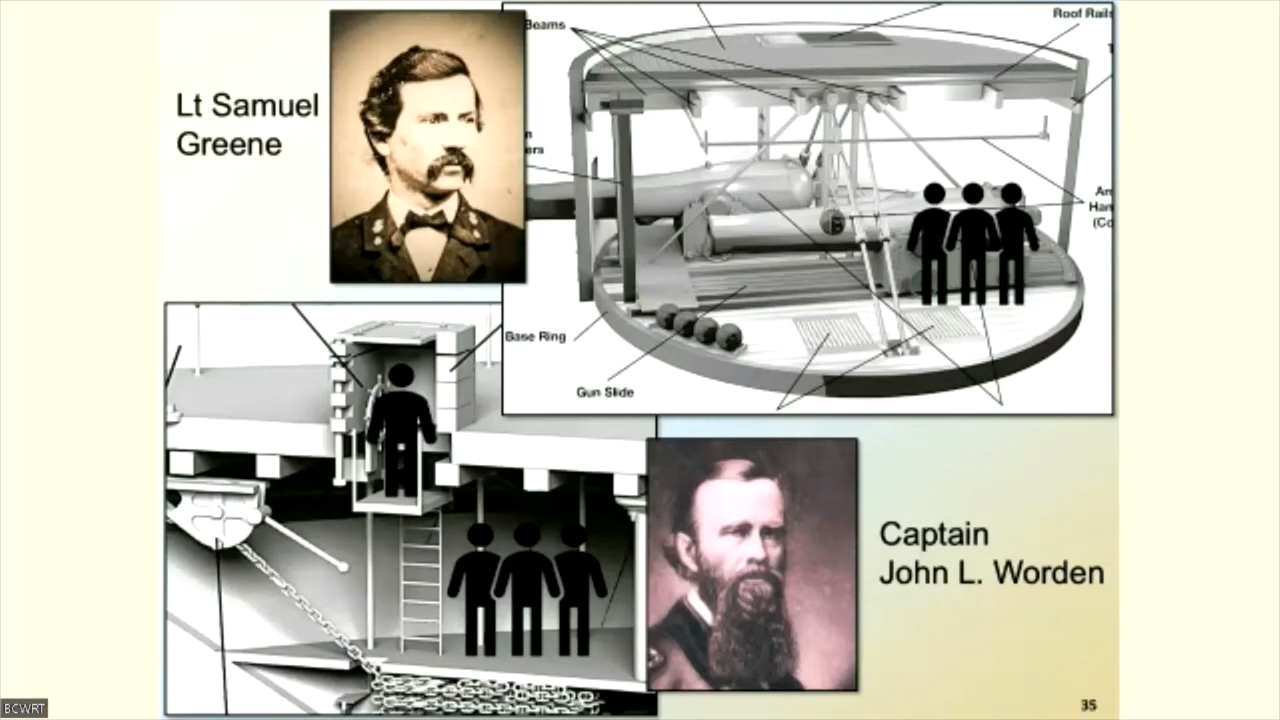 Lt Samuel
Greene
Beams
Roof Rails
Base Ring
Gun Slide
Captain
John L. Worden
35
BCWRT